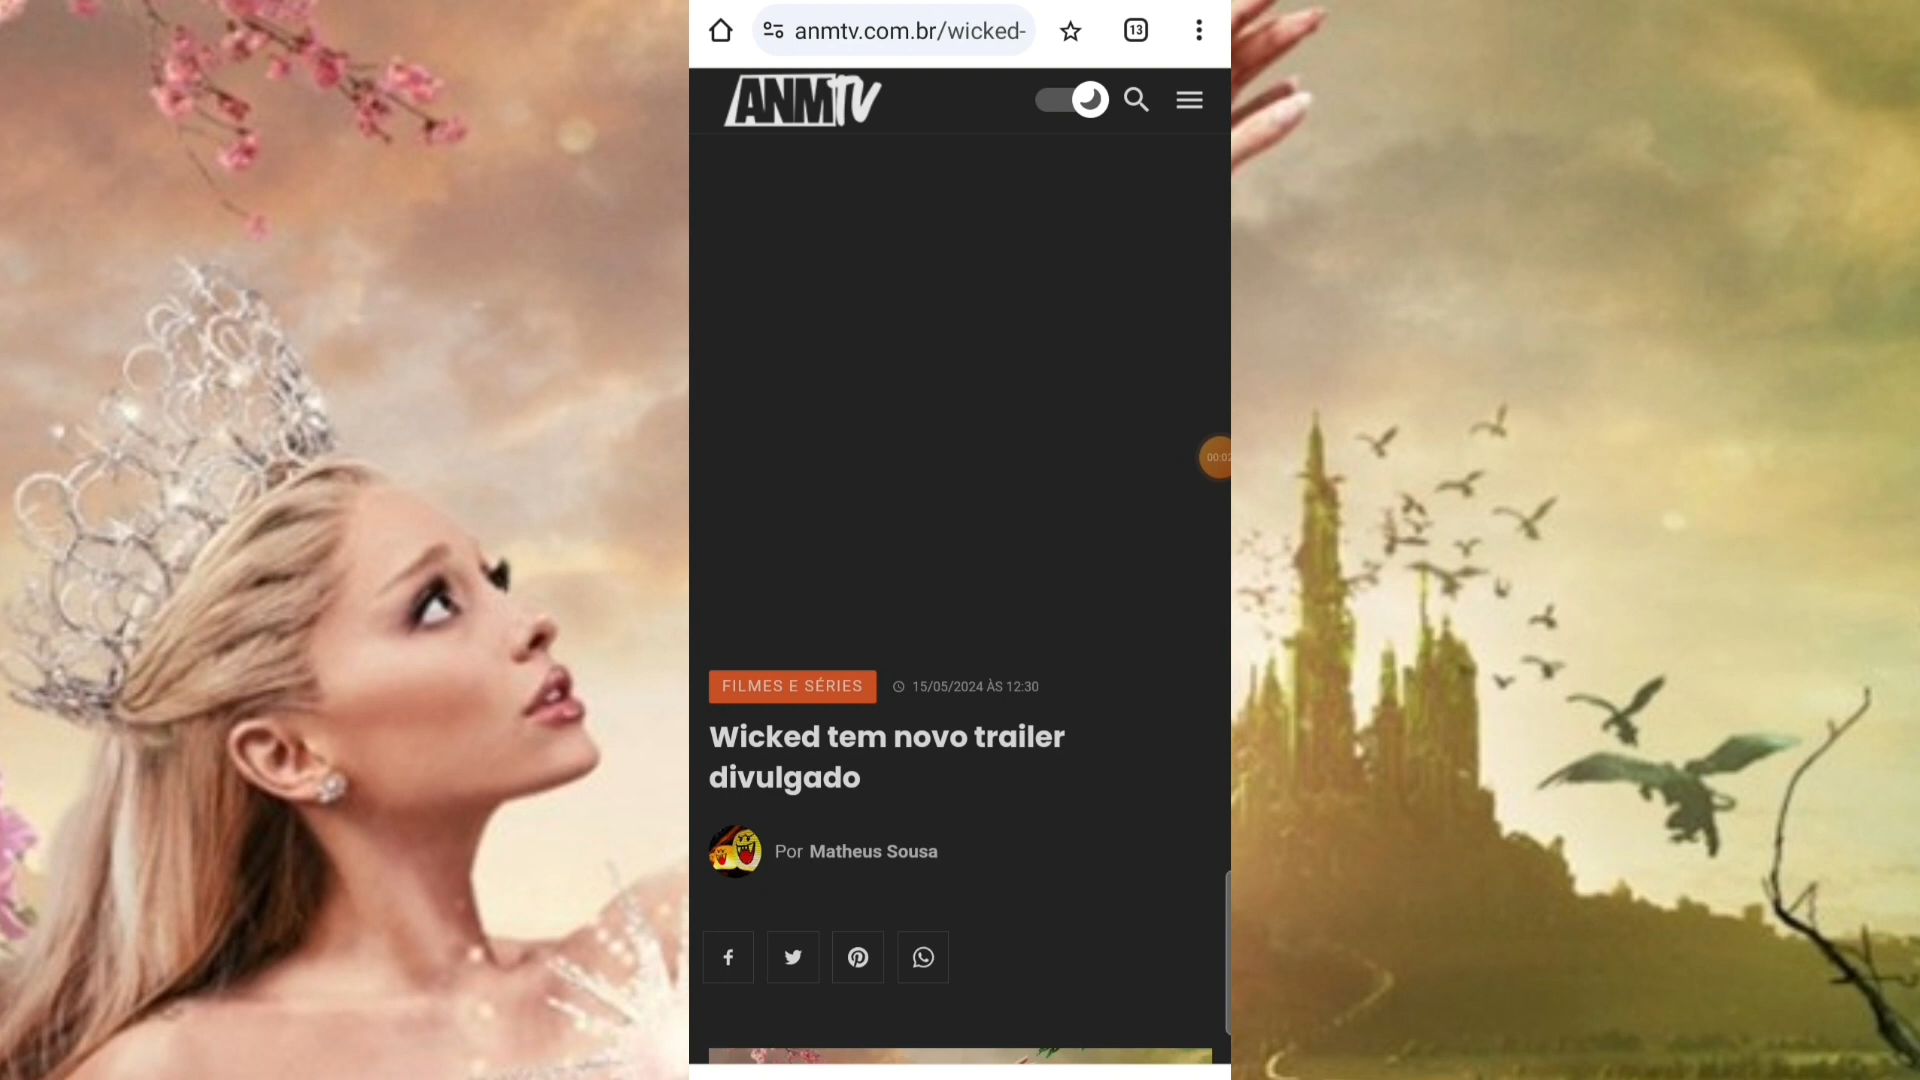 anmtv.com.br/wicked-
13
ANMTV
FILMES E SÉRIES
15/05/2024 ÀS 12:30
Wicked tem novo trailer
divulgado
Por Matheus Sousa